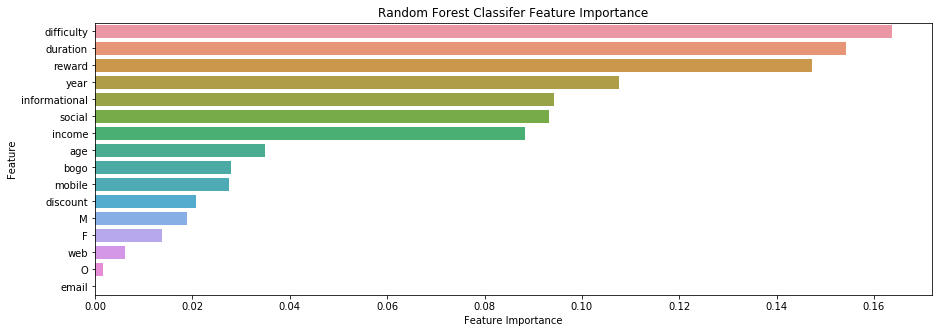 Random Forest Classifer Feature Importance
difficulty
duration
reward
year
informational
social
income
age
bogo
mobile
discount
M
F
web
O
email
Feature
0.00 0.02 0.04 0.06 0.08 0.10 0.12 0.14 0.16
Feature Importance